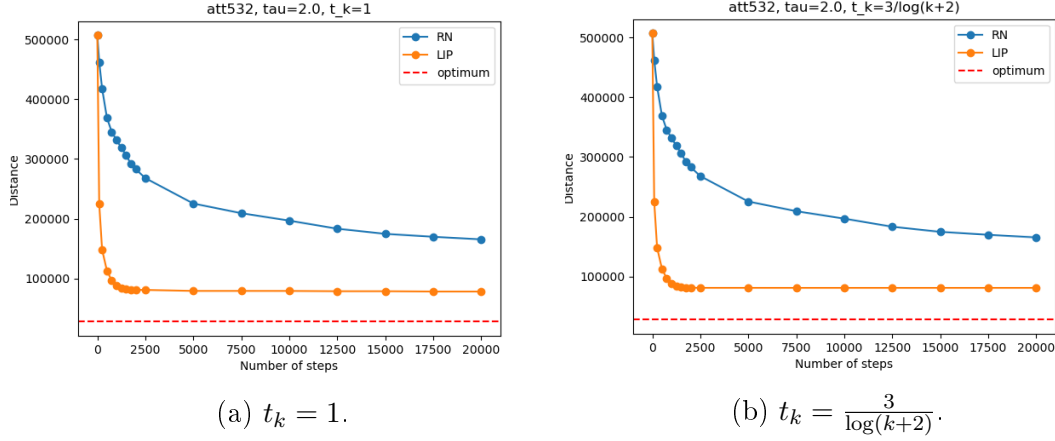 att532, tau=2.0, t_k=1
500000
400000
300000
200000
100000
Distance
RN
LIP
optimum
0 2500 5000 7500 10000 12500 15000 17500 20000
Number of steps
(a) t_k = 1.
att532, tau=2.0, t_k=3/log(k+2)
500000
400000
300000
200000
100000
Distance
RN
LIP
optimum
0 2500 5000 7500 10000 12500 15000 17500 20000
Number of steps
(b) t_k = 3/log(k+2).